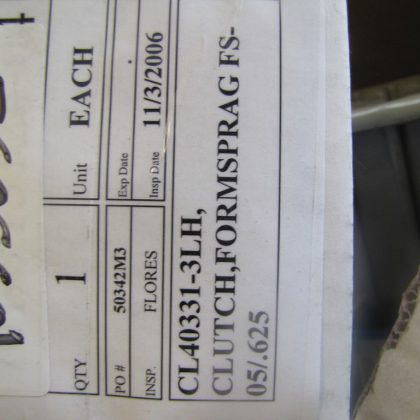 QTY 1 Unit EACH
PO # 50342M3 Exp Date
INSP. FLORES Insp Date 11/3/2006
CL40331-3LH,
CLUTCH,FORMSPRAG FS-
05/.625